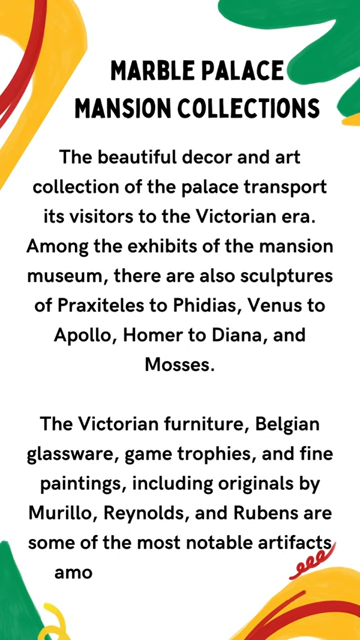 MARBLE PALACE
MANSION COLLECTIONS
The beautiful decor and art
collection of the palace transport
its visitors to the Victorian era.
Among the exhibits of the mansion
museum, there are also sculptures
of Praxiteles to Phidias, Venus to
Apollo, Homer to Diana, and
Mosses.
The Victorian furniture, Belgian
glassware, game trophies, and fine
paintings, including originals by
Murillo, Reynolds, and Rubens are
some of the most notable artifacts
amo